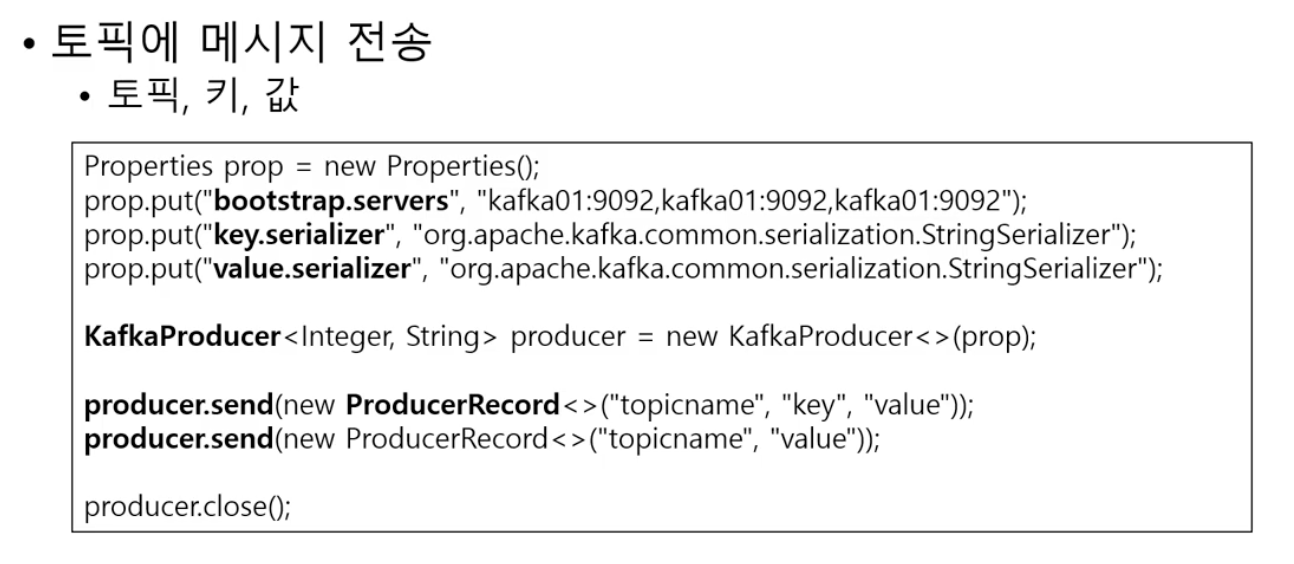 • 토픽에 메시지 전송
• 토픽, 키, 값
Properties prop = new Properties();
prop.put("bootstrap.servers", "kafka01:9092,kafka01:9092,kafka01:9092");
prop.put("key.serializer", "org.apache.kafka.common.serialization.StringSerializer");
prop.put("value.serializer", "org.apache.kafka.common.serialization.StringSerializer");
KafkaProducer<Integer, String> producer = new KafkaProducer<>(prop);
producer.send(new ProducerRecord<>("topicname", "key", "value"));
producer.send(new ProducerRecord<>("topicname", "value"));
producer.close();